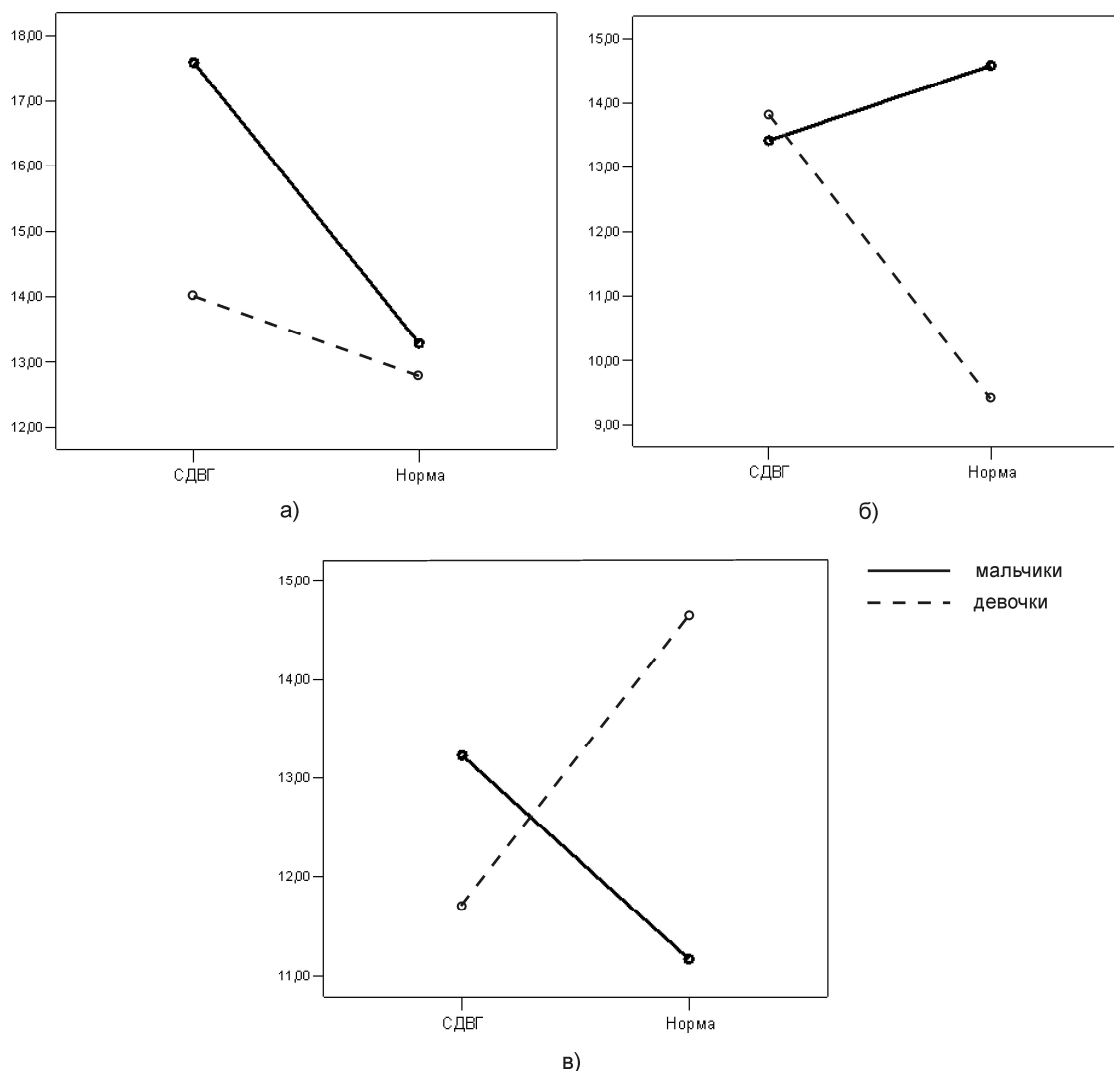 18,00
17,00
16,00
15,00
14,00
13,00
12,00
СДВГ
Норма
а)
15,00
14,00
13,00
12,00
11,00
10,00
9,00
СДВГ
Норма
б)
15,00
14,00
13,00
12,00
11,00
СДВГ
Норма
в)
мальчики
девочки